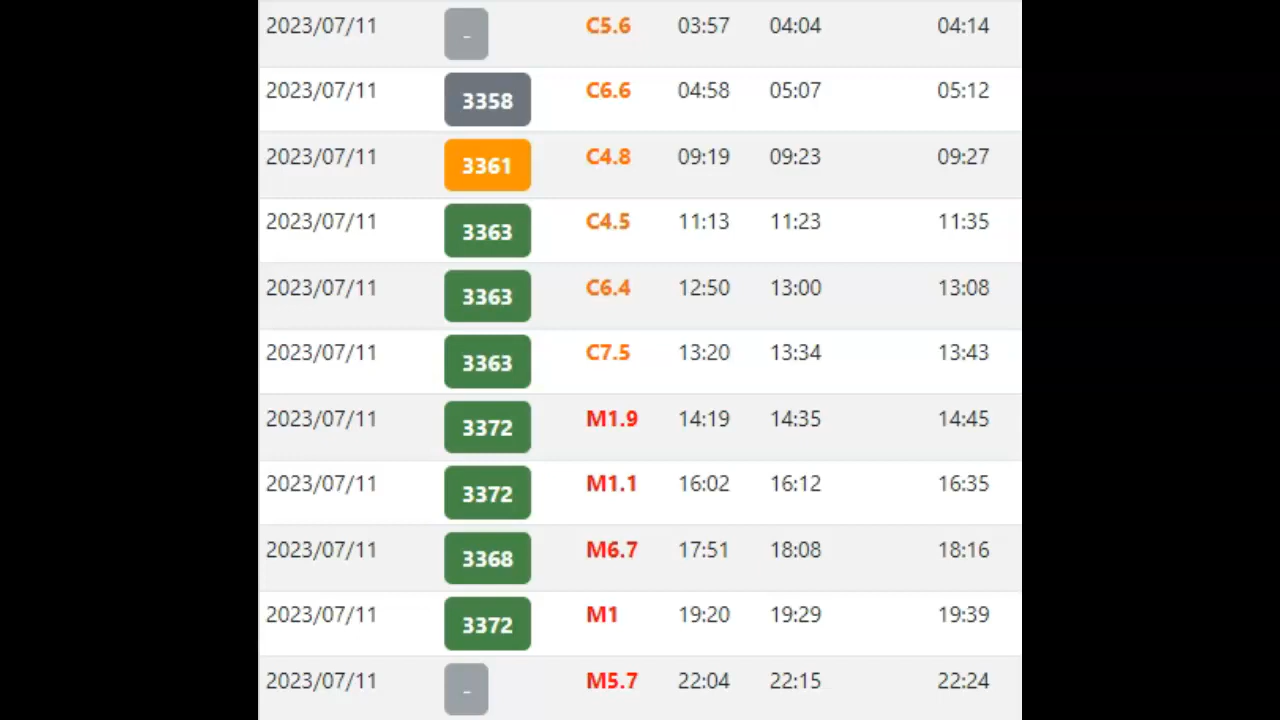 2023/07/11 - C5.6 03:57 04:04 04:14
2023/07/11 3358 C6.6 04:58 05:07 05:12
2023/07/11 3361 C4.8 09:19 09:23 09:27
2023/07/11 3363 C4.5 11:13 11:23 11:35
2023/07/11 3363 C6.4 12:50 13:00 13:08
2023/07/11 3363 C7.5 13:20 13:34 13:43
2023/07/11 3372 M1.9 14:19 14:35 14:45
2023/07/11 3372 M1.1 16:02 16:12 16:35
2023/07/11 3368 M6.7 17:51 18:08 18:16
2023/07/11 3372 M1 19:20 19:29 19:39
2023/07/11 - M5.7 22:04 22:15 22:24